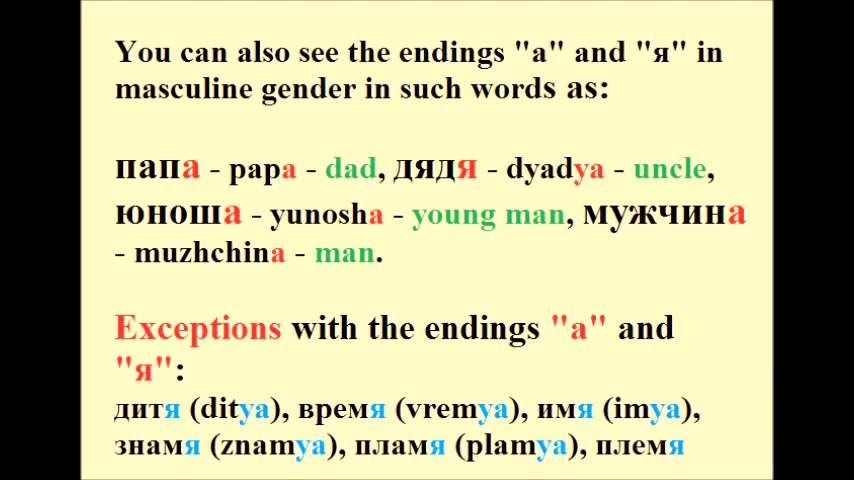 You can also see the endings "а" and "я" in
masculine gender in such words as:
папа - papa - dad, дядя - dyadya - uncle,
юноша - yunosha - young man, мужчина
- muzhchina - man.
Exceptions with the endings "а" and
"я":
дитя (ditya), время (vremya), имя (imya),
знамя (znamya), пламя (plamya), племя